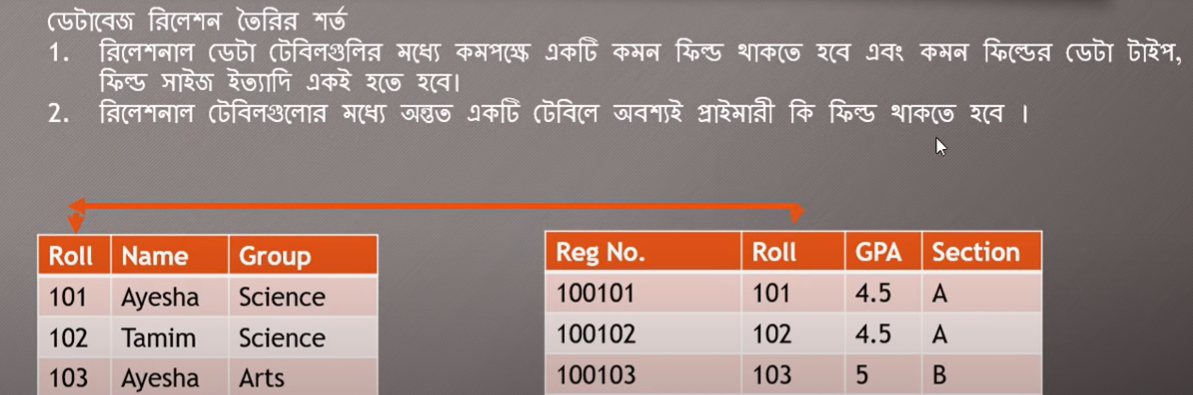 ডেটাবেজ রিলেশন তৈরির শর্ত
1. রিলেশনাল ডেটা টেবিলগুলির মধ্যে কমপক্ষে একটি কমন ফিল্ড থাকতে হবে এবং কমন ফিল্ডের ডেটা টাইপ,
ফিল্ড সাইজ ইত্যাদি একই হতে হবে।
2. রিলেশনাল টেবিলগুলোর মধ্যে অন্তত একটি টেবিলে অবশ্যই প্রাইমারী কি ফিল্ড থাকতে হবে ।
Roll Name Group
101 Ayesha Science
102 Tamim Science
103 Ayesha Arts
Reg No. Roll GPA Section
100101 101 4.5 A
100102 102 4.5 A
100103 103 5 B